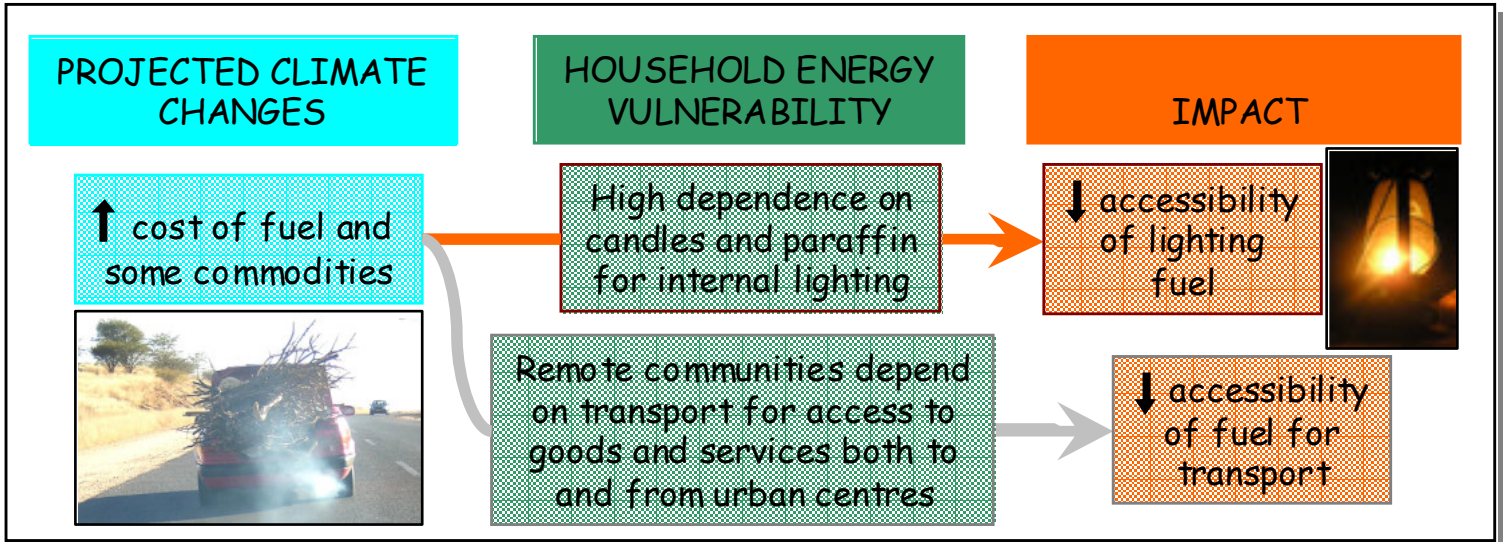 PROJECTED CLIMATE
CHANGES
HOUSEHOLD ENERGY
VULNERABILITY
IMPACT
↑ cost of fuel and
some commodities
High dependence on
candles and paraffin
for internal lighting
↓ accessibility
of lighting
fuel
Remote communities depend
on transport for access to
goods and services both to
and from urban centres
↓ accessibility
of fuel for
transport